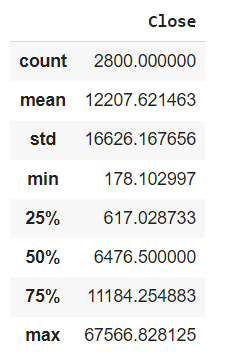 Close
count 2800.000000
mean 12207.621463
std 16626.167656
min 178.102997
25% 617.028733
50% 6476.500000
75% 11184.254883
max 67566.828125